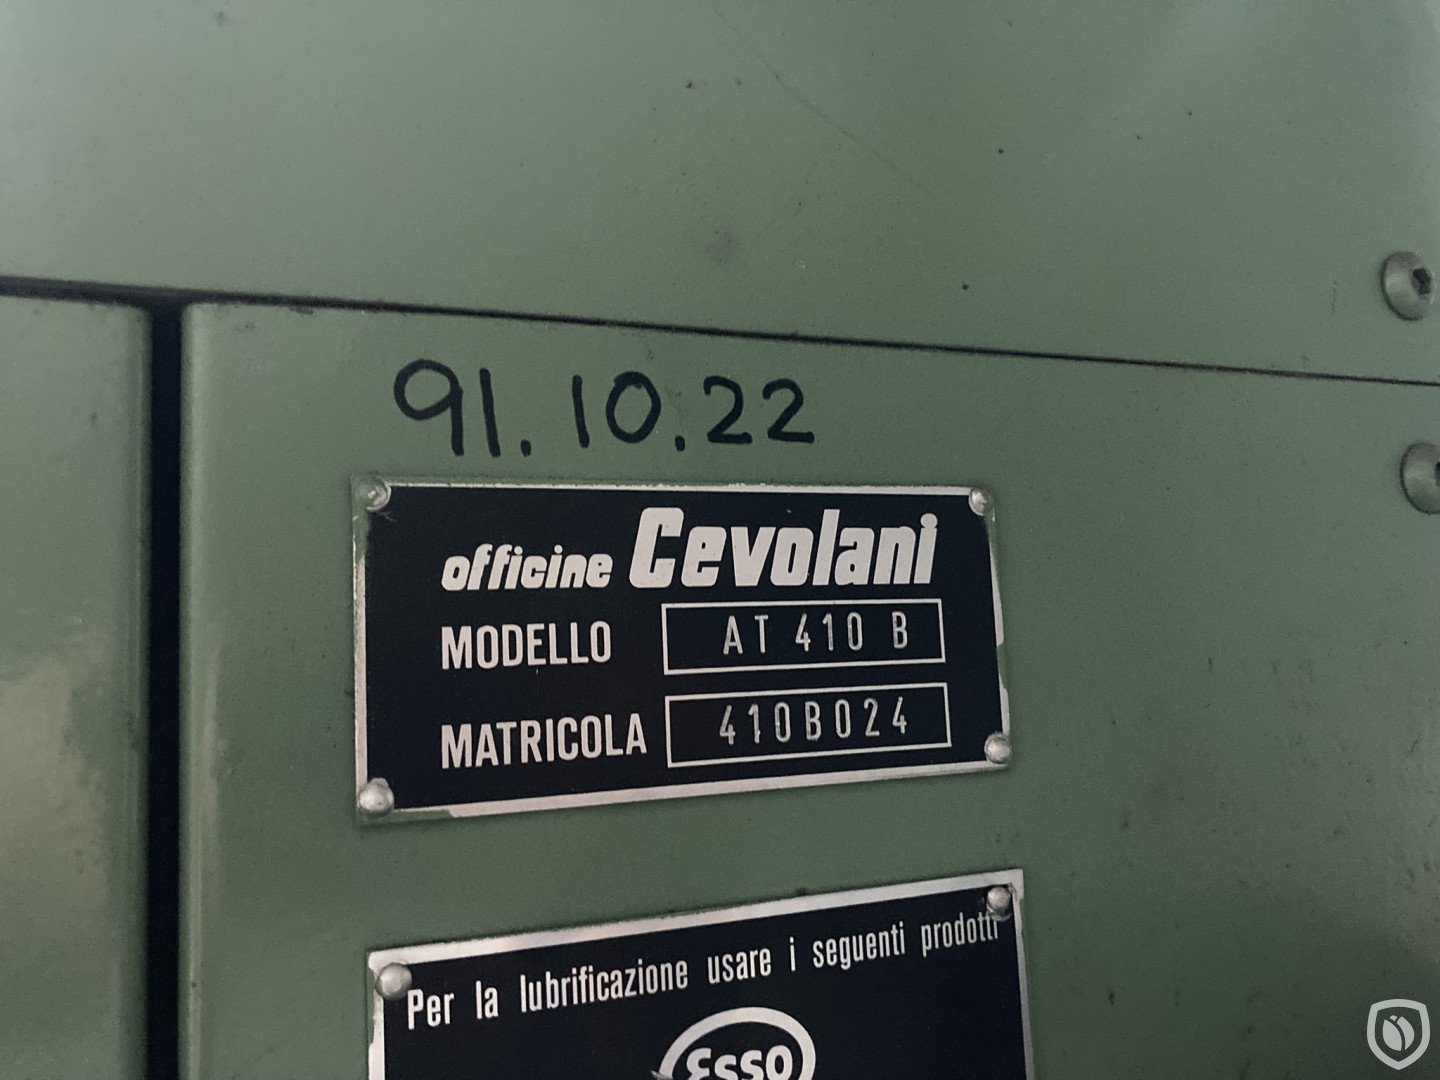 91.10.22
officine Cevolani
MODELLO AT 410 B
MATRICOLA 410B024
Per la lubrificazione usare i seguenti prodotti
Esso